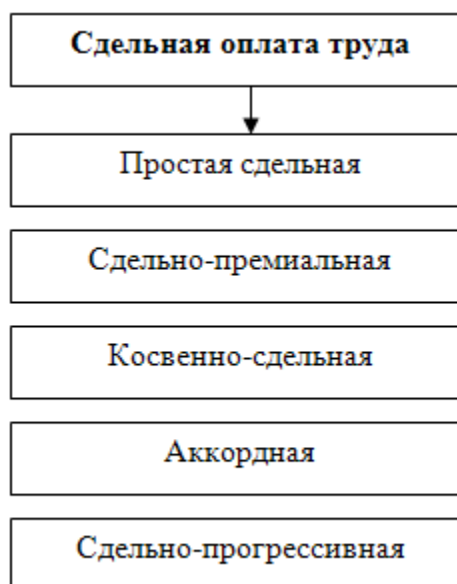 Сдельная оплата труда
Простая сдельная
Сдельно-премиальная
Косвенно-сдельная
Аккордная
Сдельно-прогрессивная